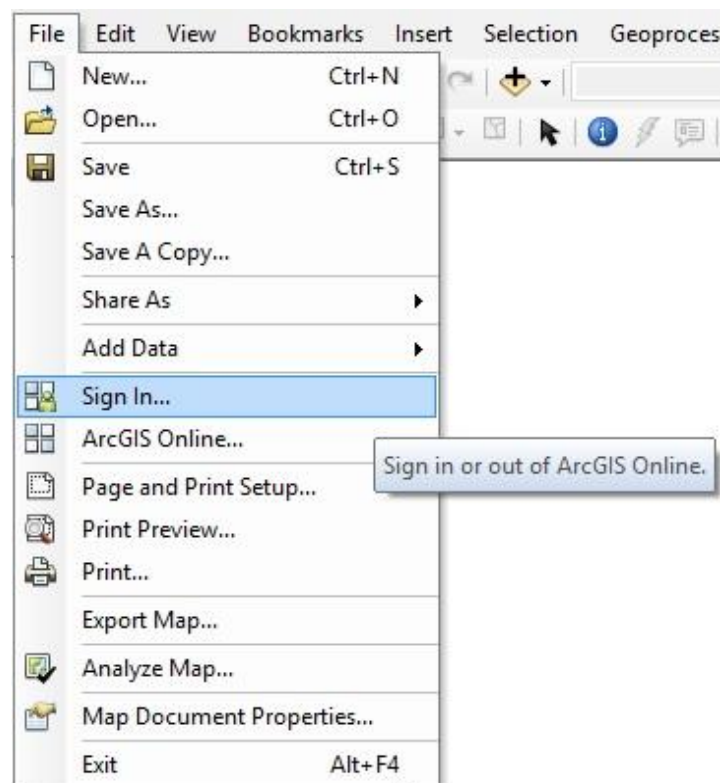 File Edit View Bookmarks Insert Selection Geoproces
New... Ctrl+N
Open... Ctrl+O
Save Ctrl+S
Save As...
Save A Copy...
Share As
Add Data
Sign In...
ArcGIS Online...
Sign in or out of ArcGIS Online.
Page and Print Setup...
Print Preview...
Print...
Export Map...
Analyze Map...
Map Document Properties...
Exit Alt+F4